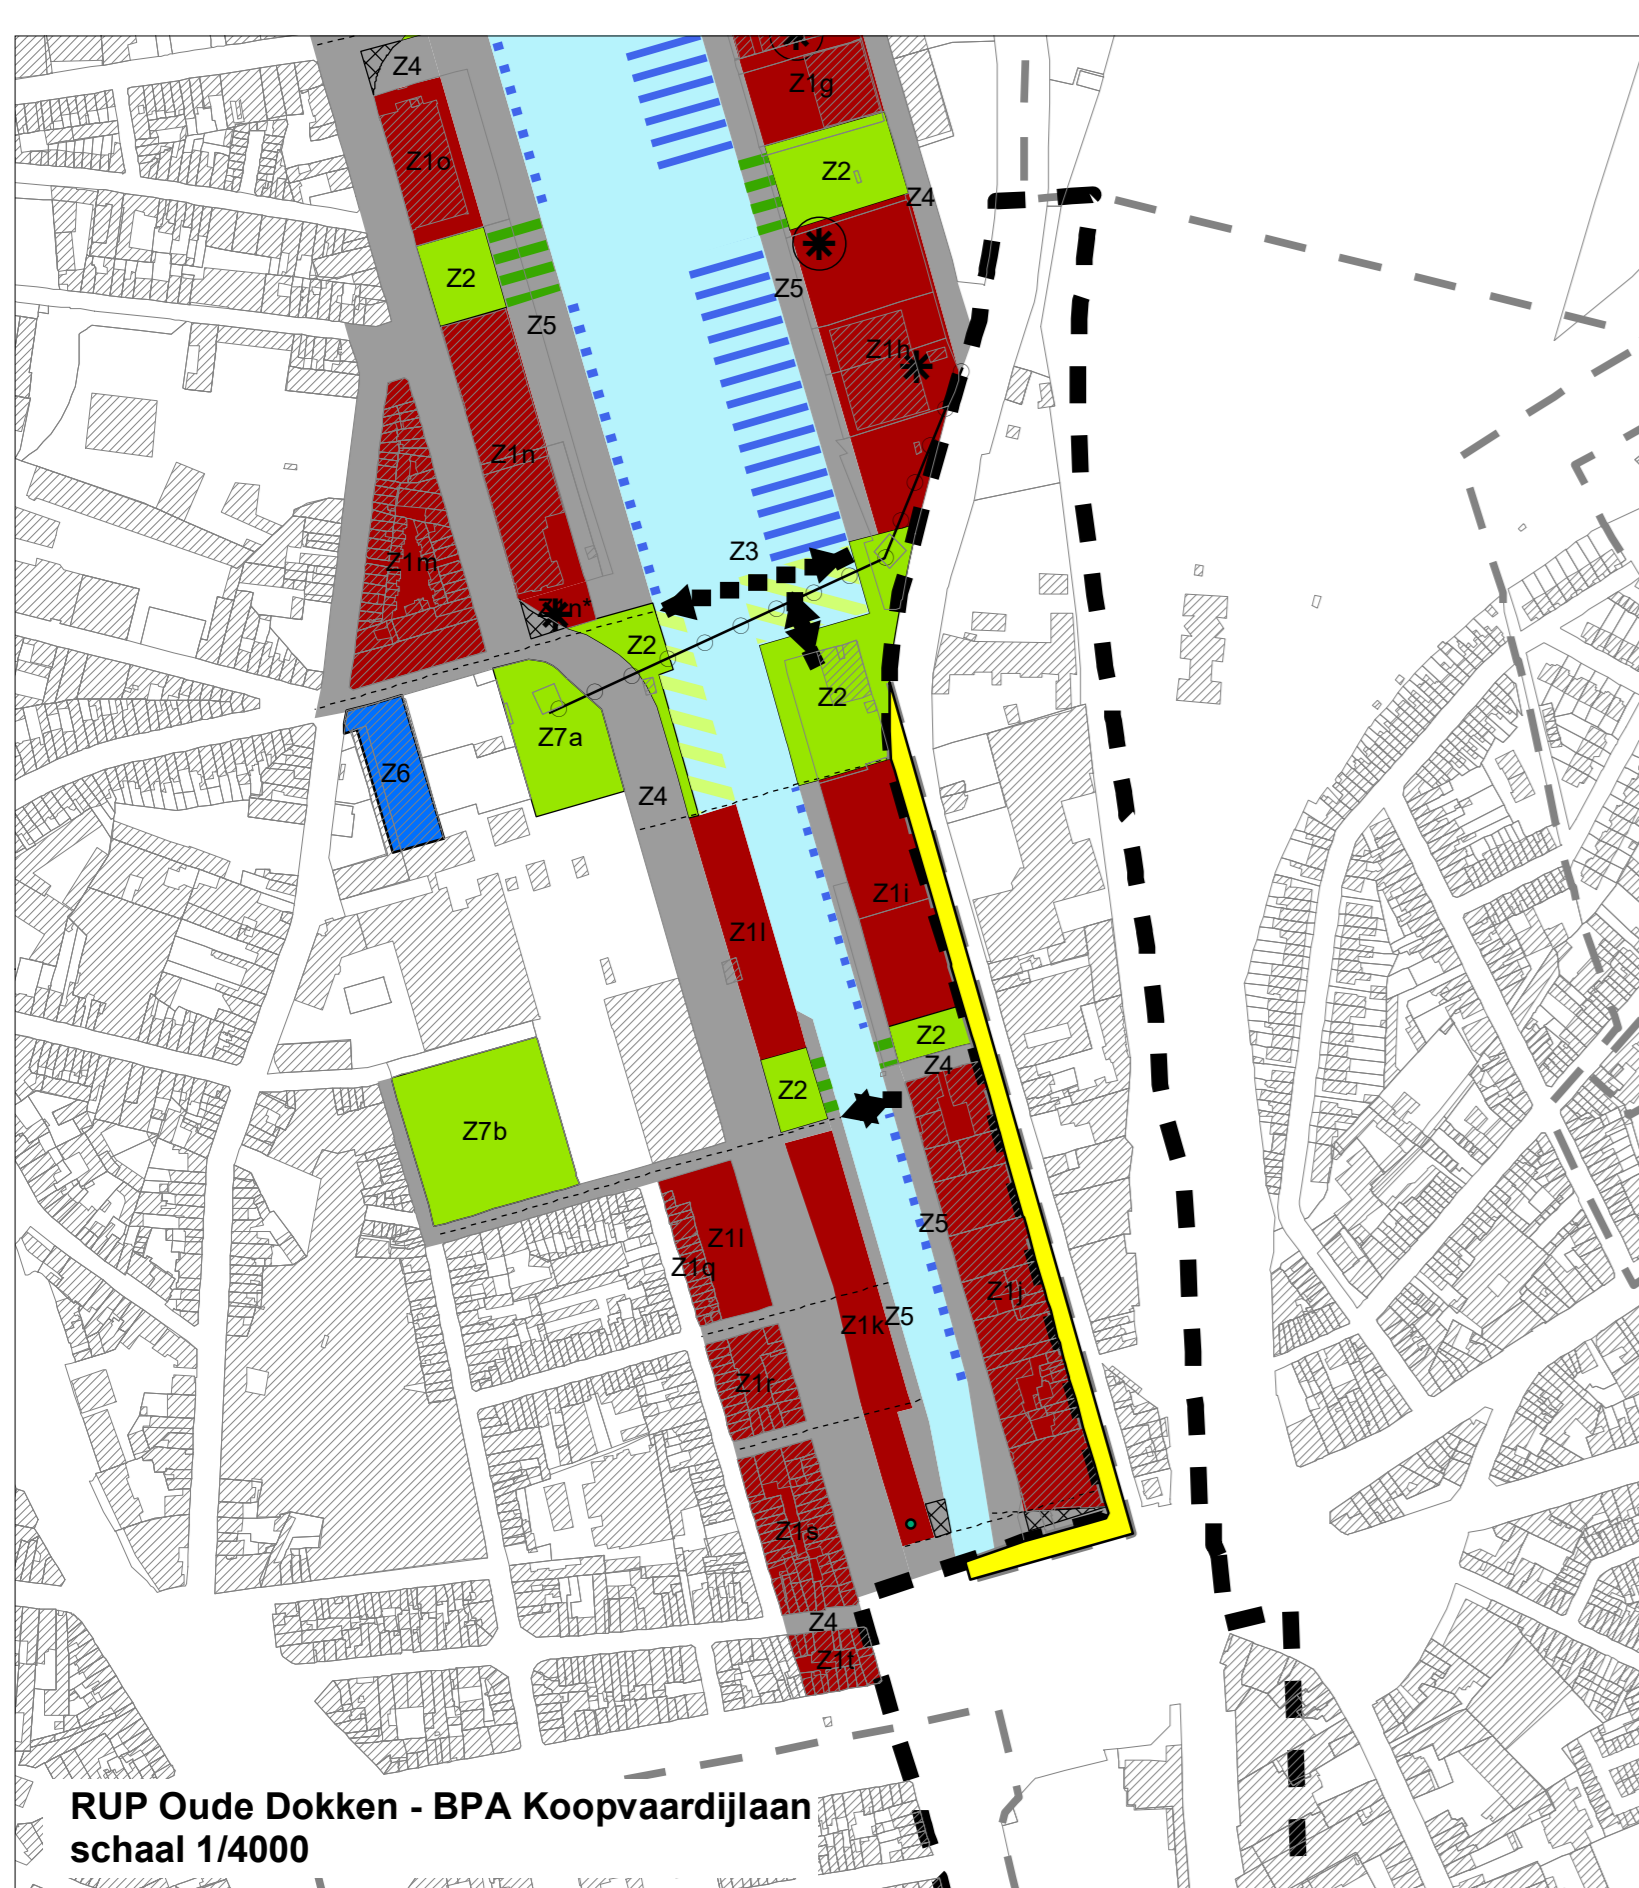 Z4
Z1g
Z1o
Z2
Z4
Z2
Z5
Z5
Z1h
Z1n
Z3
Z1m
Z2
Z2
Z7a
Z6
Z4
Z1i
Z1l
Z2
Z4
Z2
Z7b
Z5
Z1l
Z1q
Z1j
Z5
Z1k
Z1r
Z1s
Z4
Z1t
RUP Oude Dokken - BPA Koopvaardijlaan
schaal 1/4000